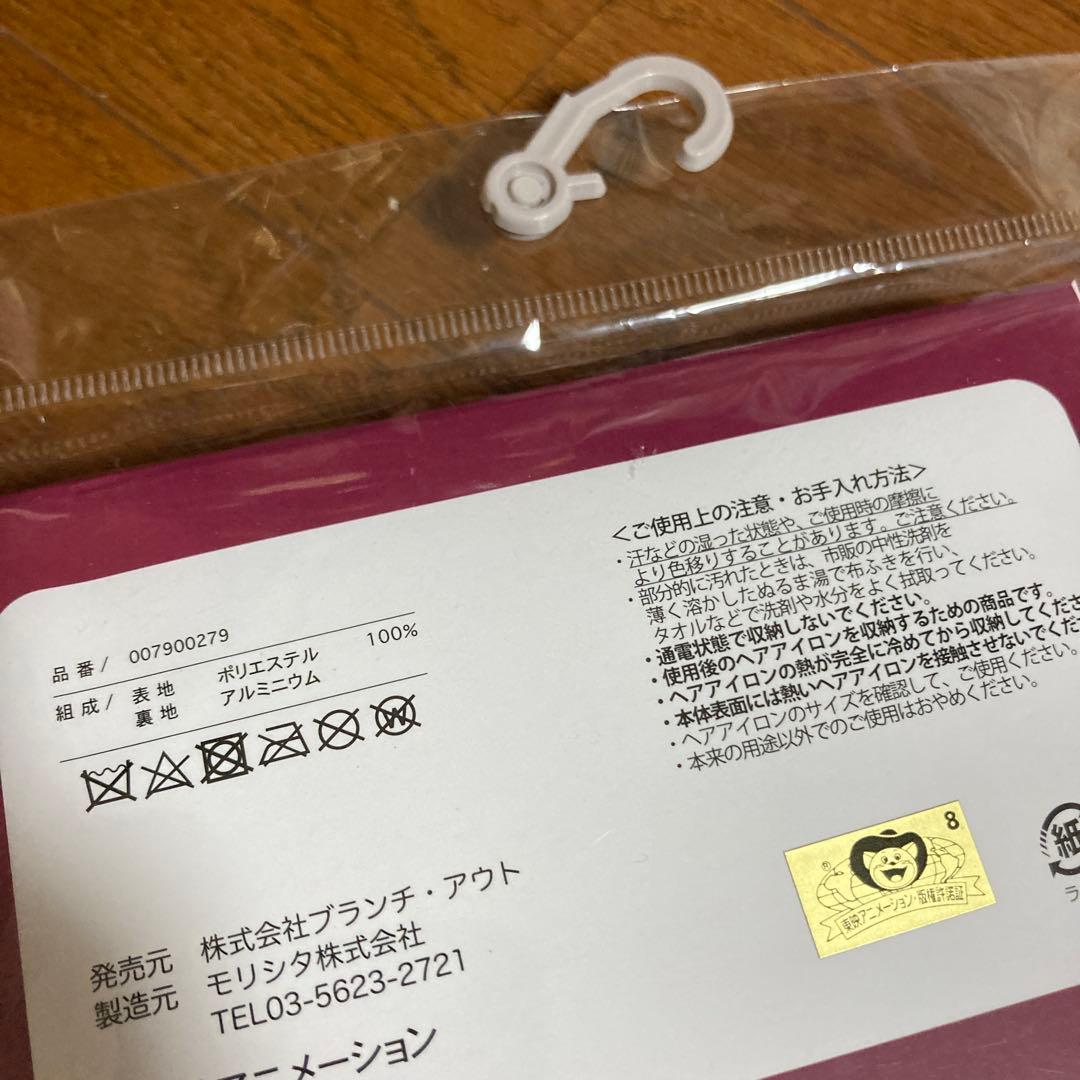 品番/ 007900279
組成/ 表地 ポリエステル 100%
裏地 アルミニウム
発売元 株式会社ブランチ・アウト
製造元 モリシタ株式会社
TEL03-5623-2721
アニメーション
＜ご使用上の注意・お手入れ方法＞
・汗などの湿った状態や、ご使用時の摩擦に
より色移りすることがあります。ご注意ください。
・部分的に汚れたときは、市販の中性洗剤を
薄く溶かしたぬるま湯で布ふきを行い、
タオルなどで洗剤や水分をよく拭取ってください。
・通電状態で収納しないでください。
・使用後のヘアアイロンを収納するための商品です。
・ヘアアイロンの熱が完全に冷めてから収納してくださ
・本体表面には熱いヘアアイロンを接触させないでくだ
・ヘアアイロンのサイズを確認して、ご使用ください。
・本来の用途以外でのご使用はおやめください。
8
®
東映アニメーション・版権許諾証
紙
ラ